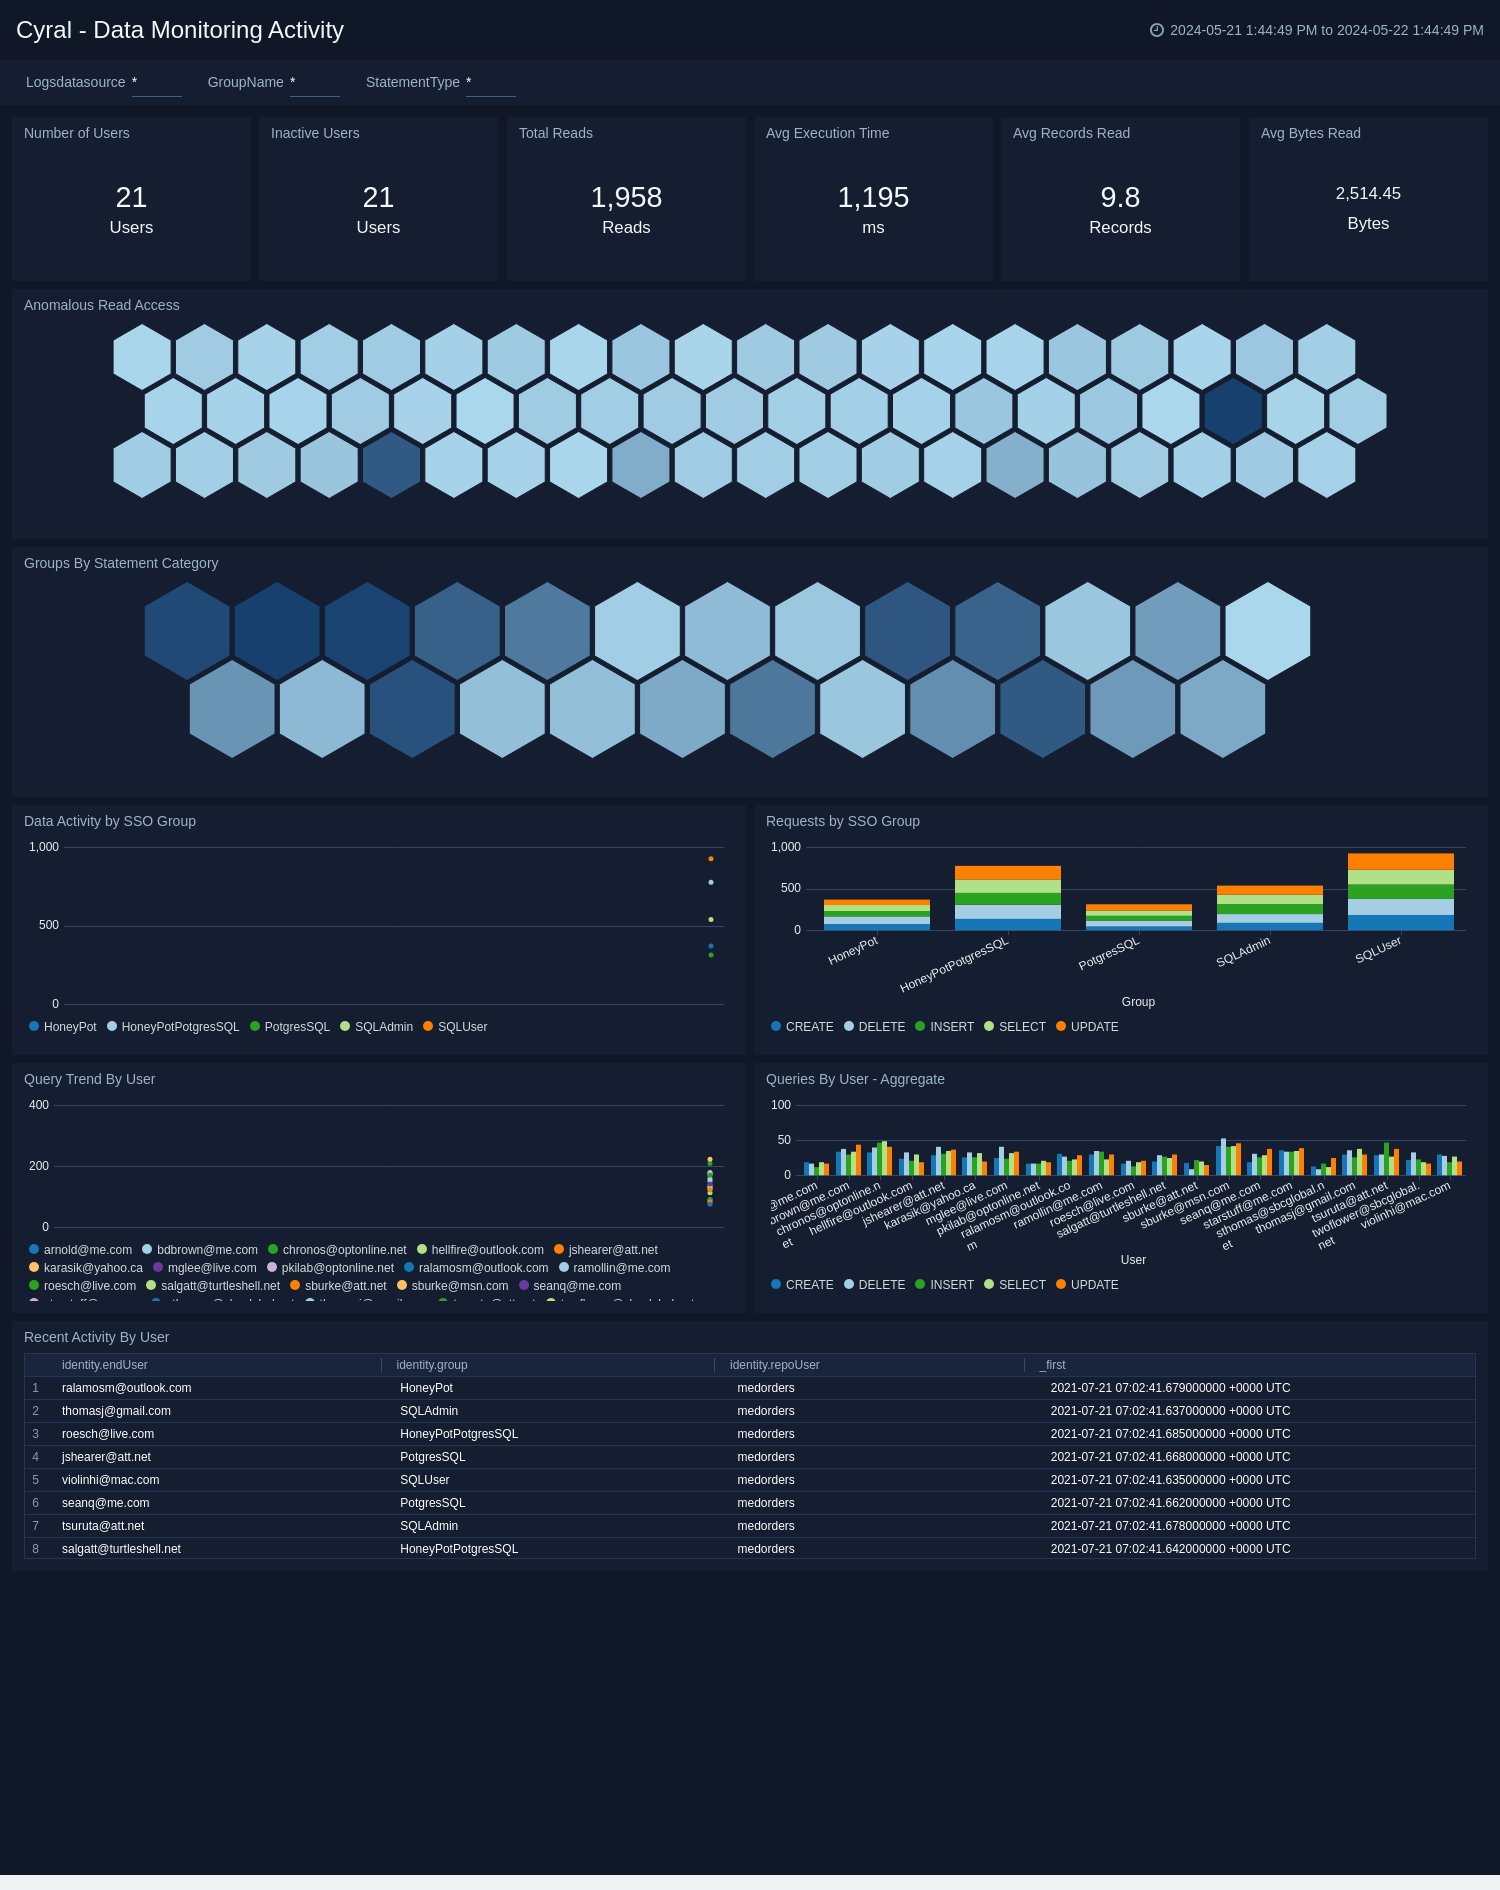 Cyral - Data Monitoring Activity
2024-05-21 1:44:49 PM to 2024-05-22 1:44:49 PM
Logsdatasource * GroupName * StatementType *
Number of Users
21
Users
Inactive Users
21
Users
Total Reads
1,958
Reads
Avg Execution Time
1,195
ms
Avg Records Read
9.8
Records
Avg Bytes Read
2,514.45
Bytes
Anomalous Read Access
Groups By Statement Category
Data Activity by SSO Group
1,000
500
0
HoneyPot HoneyPotPotgresSQL PotgresSQL SQLAdmin SQLUser
Requests by SSO Group
1,000
500
0
HoneyPot HoneyPotPotgresSQL PotgresSQL SQLAdmin SQLUser
Group
CREATE DELETE INSERT SELECT UPDATE
Query Trend By User
400
200
0
arnold@me.com bdbrown@me.com chronos@optonline.net hellfire@outlook.com jshearer@att.net
karasik@yahoo.ca mglee@live.com pkilab@optonline.net ralamosm@outlook.com ramollin@me.com
roesch@live.com salgatt@turtleshell.net sburke@att.net sburke@msn.com seanq@me.com
Queries By User - Aggregate
100
50
0
@me.com
brown@me.com
chronos@optonline.n
et
hellfire@outlook.com
jshearer@att.net
karasik@yahoo.ca
mglee@live.com
pkilab@optonline.net
ralamosm@outlook.co
m
ramollin@me.com
roesch@live.com
salgatt@turtleshell.net
sburke@att.net
sburke@msn.com
seanq@me.com
starstuff@me.com
sthomas@sbcglobal.n
et
thomasj@gmail.com
tsuruta@att.net
twoflower@sbcglobal.
net
violinhi@mac.com
User
CREATE DELETE INSERT SELECT UPDATE
Recent Activity By User
identity.endUser identity.group identity.repoUser _first
1 ralamosm@outlook.com HoneyPot medorders 2021-07-21 07:02:41.679000000 +0000 UTC
2 thomasj@gmail.com SQLAdmin medorders 2021-07-21 07:02:41.637000000 +0000 UTC
3 roesch@live.com HoneyPotPotgresSQL medorders 2021-07-21 07:02:41.685000000 +0000 UTC
4 jshearer@att.net PotgresSQL medorders 2021-07-21 07:02:41.668000000 +0000 UTC
5 violinhi@mac.com SQLUser medorders 2021-07-21 07:02:41.635000000 +0000 UTC
6 seanq@me.com PotgresSQL medorders 2021-07-21 07:02:41.662000000 +0000 UTC
7 tsuruta@att.net SQLAdmin medorders 2021-07-21 07:02:41.678000000 +0000 UTC
8 salgatt@turtleshell.net HoneyPotPotgresSQL medorders 2021-07-21 07:02:41.642000000 +0000 UTC